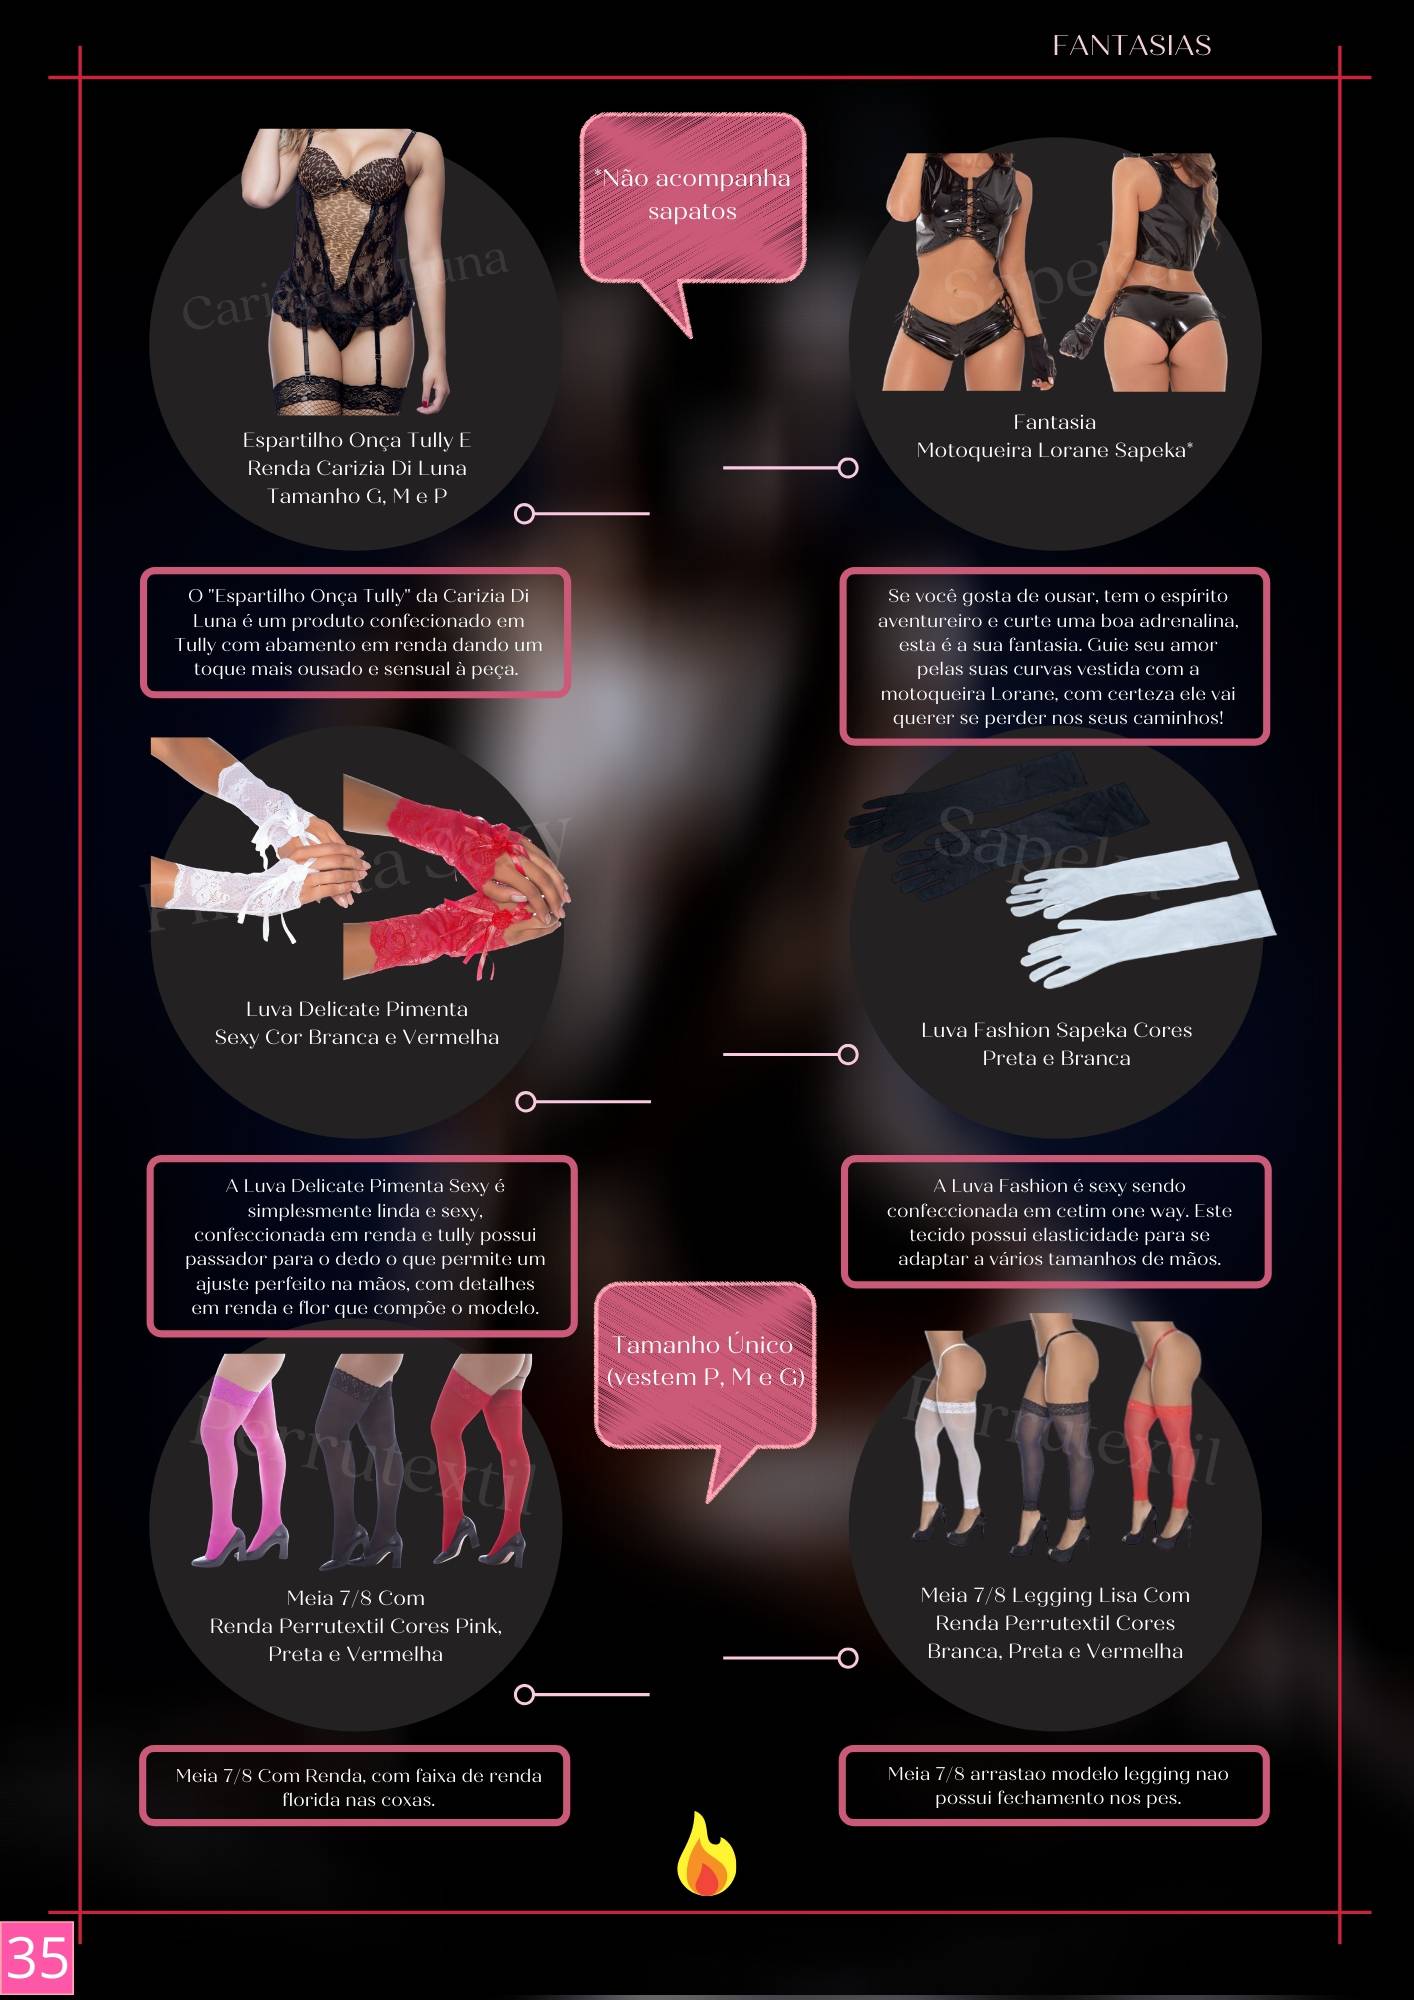 FANTASIAS
*Não acompanha
sapatos
Carizia Luna
Espartilho Onça Tully E
Renda Carizia Di Luna
Tamanho G, M e P
Sapeka
Fantasia
Motoqueira Lorane Sapeka*
O "Espartilho Onça Tully" da Carizia Di
Luna é um produto confecionado em
Tully com abamento em renda dando um
toque mais ousado e sensual à peça.
Se você gosta de ousar, tem o espírito
aventureiro e curte uma boa adrenalina,
esta é a sua fantasia. Guie seu amor
pelas suas curvas vestida com a
motoqueira Lorane, com certeza ele vai
querer se perder nos seus caminhos!
Pimenta Sexy
Luva Delicate Pimenta
Sexy Cor Branca e Vermelha
Sapeka
Luva Fashion Sapeka Cores
Preta e Branca
A Luva Delicate Pimenta Sexy é
simplesmente linda e sexy,
confeccionada em renda e tully possui
passador para o dedo o que permite um
ajuste perfeito na mãos, com detalhes
em renda e flor que compõe o modelo.
A Luva Fashion é sexy sendo
confeccionada em cetim one way. Este
tecido possui elasticidade para se
adaptar a vários tamanhos de mãos.
Tamanho Único
(vestem P, M e G)
Perrutextil
Meia 7/8 Com
Renda Perrutextil Cores Pink,
Preta e Vermelha
Perrutextil
Meia 7/8 Legging Lisa Com
Renda Perrutextil Cores
Branca, Preta e Vermelha
Meia 7/8 Com Renda, com faixa de renda
florida nas coxas.
Meia 7/8 arrastao modelo legging nao
possui fechamento nos pes.
35